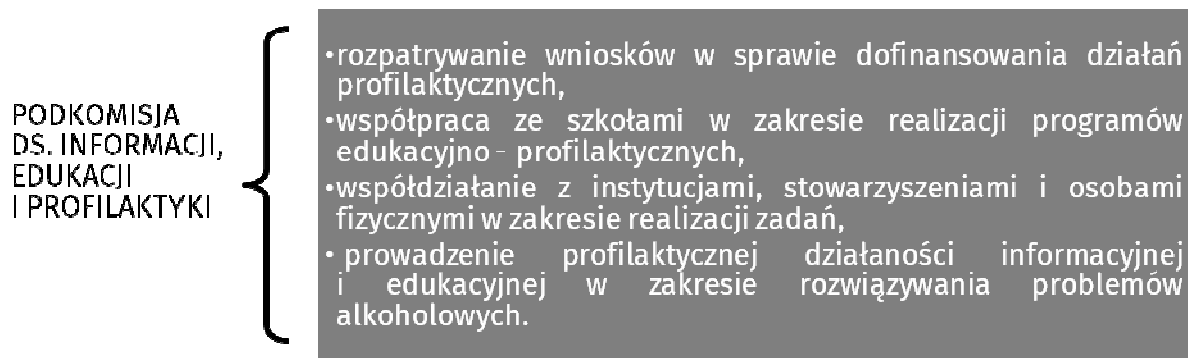 PODKOMISJA
DS. INFORMACJI,
EDUKACJI
I PROFILAKTYKI
•rozpatrywanie wniosków w sprawie dofinansowania działań
profilaktycznych,
•współpraca ze szkołami w zakresie realizacji programów
edukacyjno - profilaktycznych,
•współdziałanie z instytucjami, stowarzyszeniami i osobami
fizycznymi w zakresie realizacji zadań,
• prowadzenie profilaktycznej działaności informacyjnej
i edukacyjnej w zakresie rozwiązywania problemów
alkoholowych.